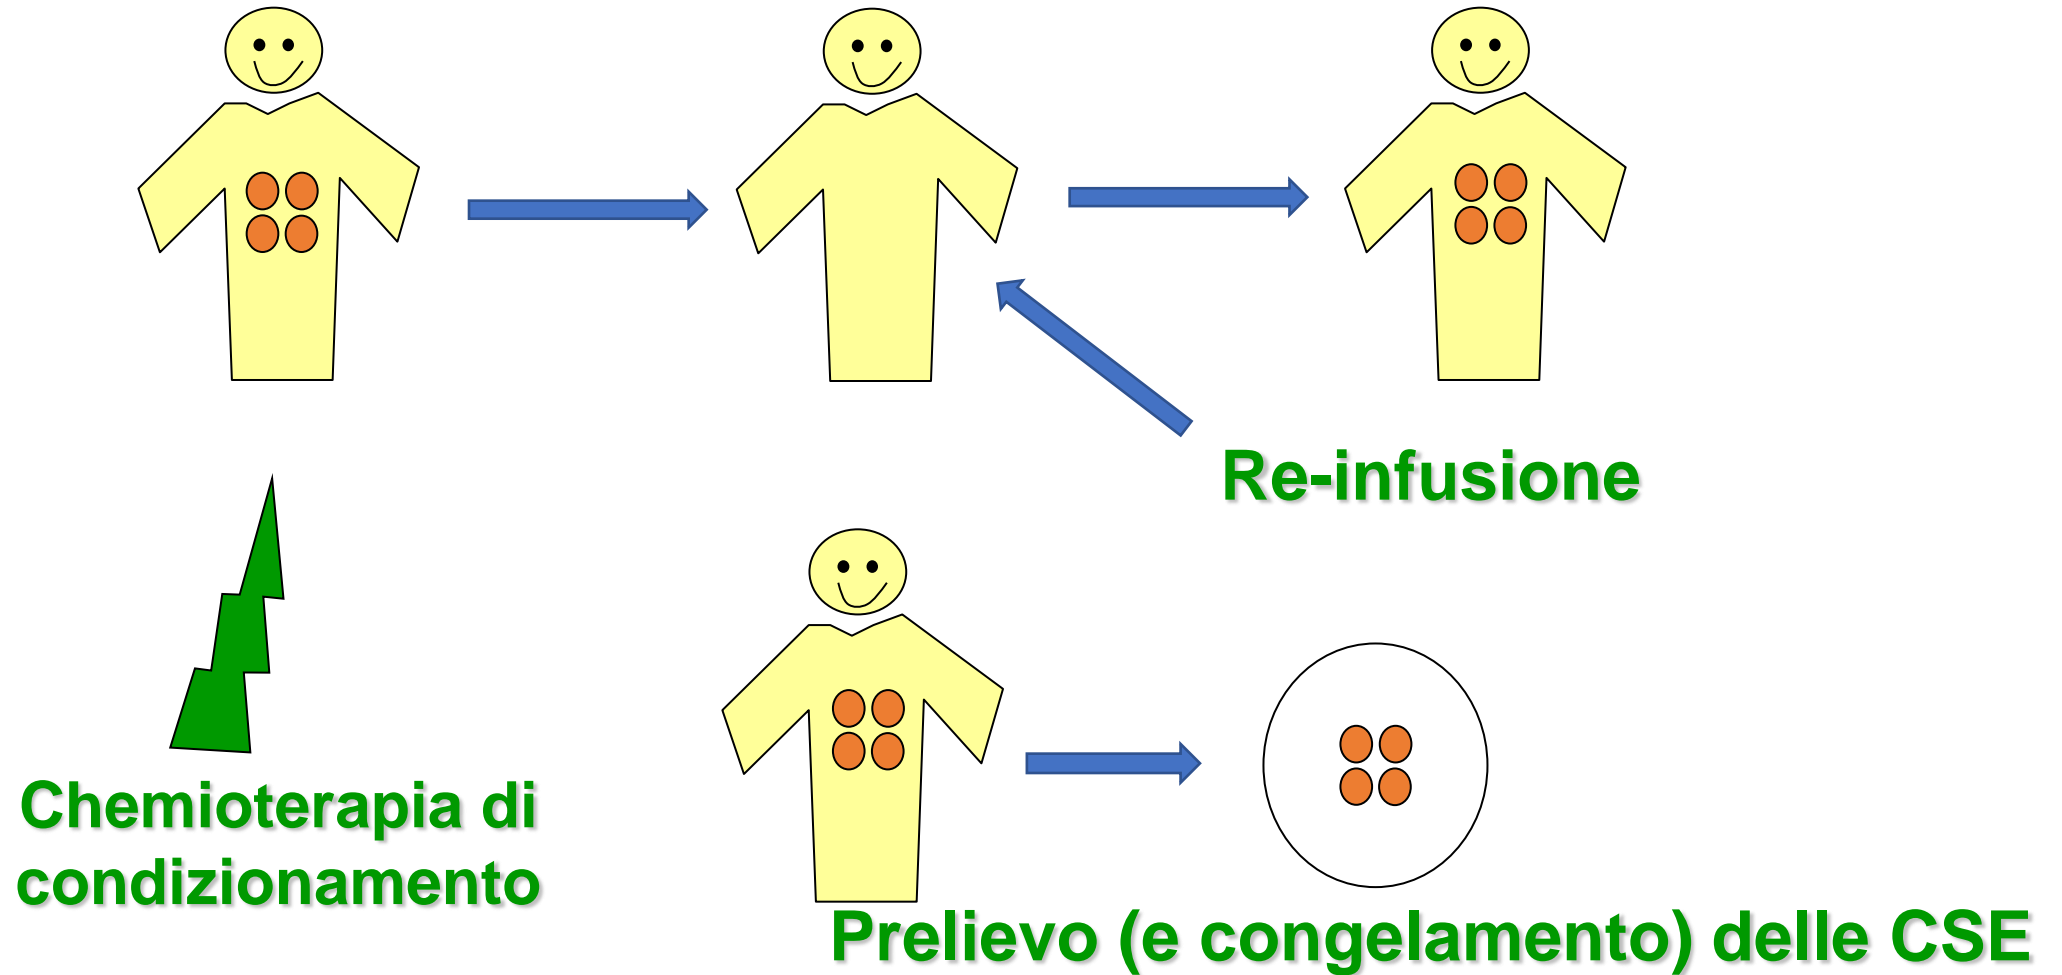 Re-infusione
Chemioterapia di
condizionamento
Prelievo (e congelamento) delle CSE